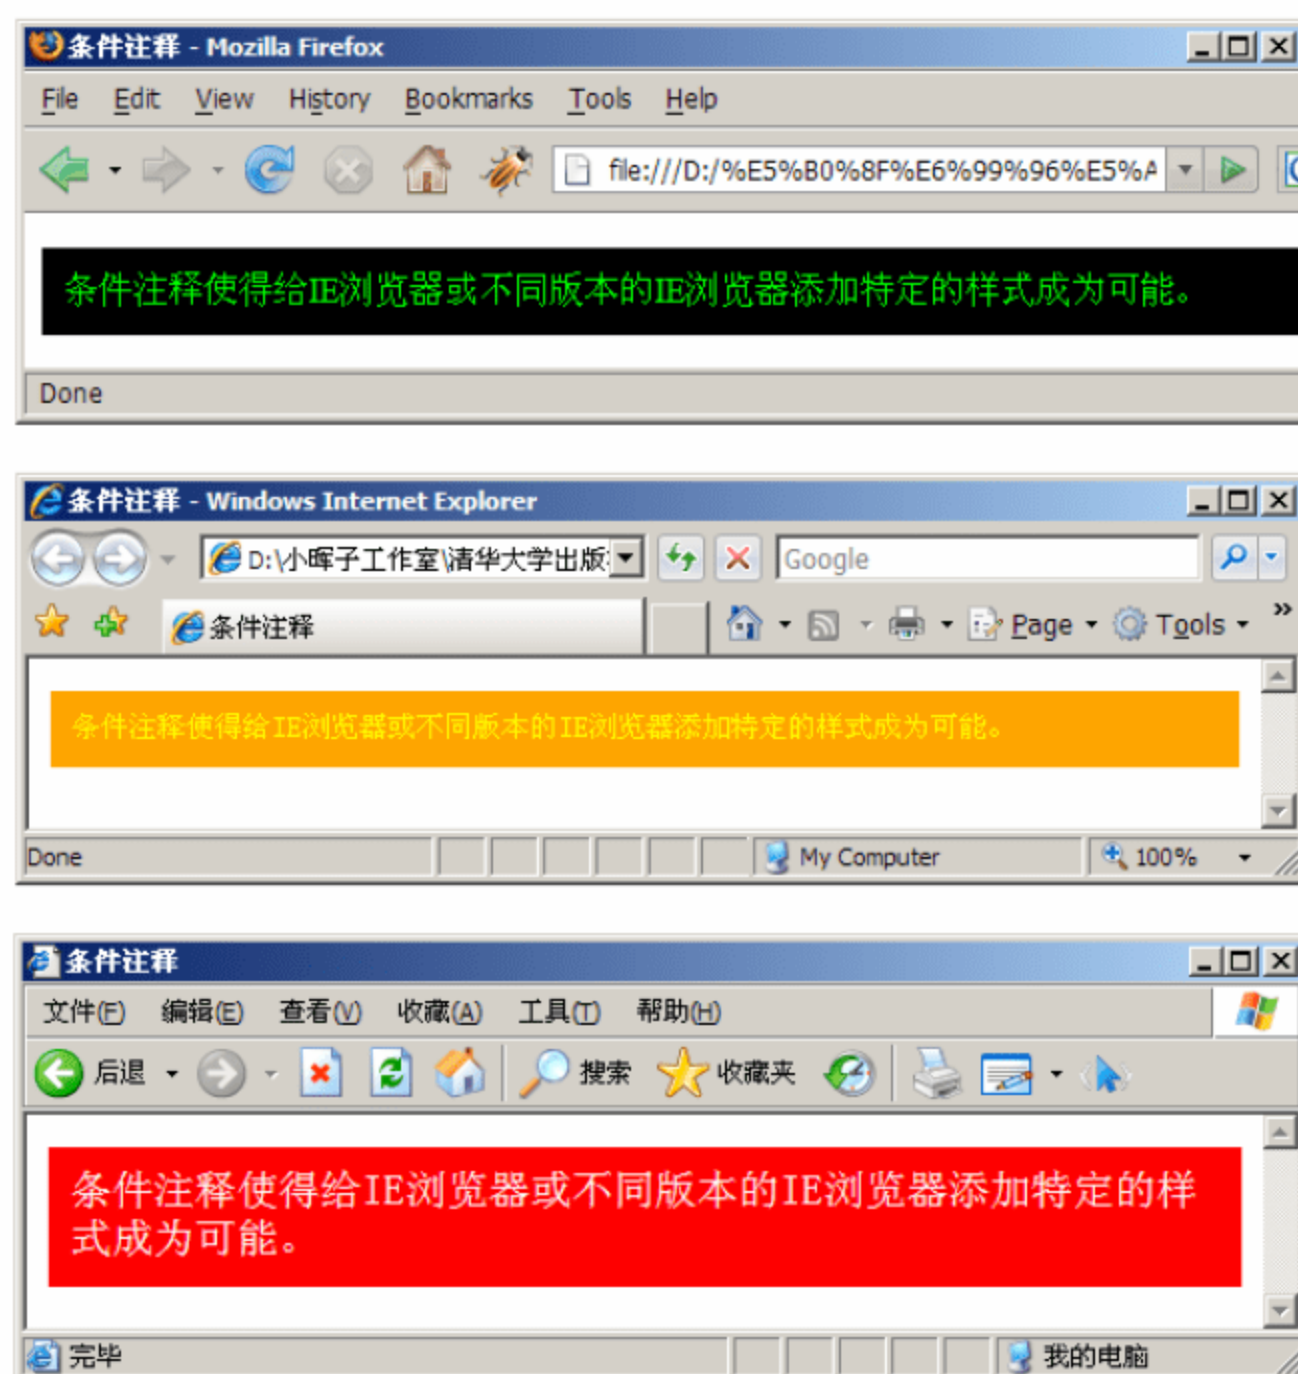 条件注释 - Mozilla Firefox
File Edit View History Bookmarks Tools Help
file:///D:/%E5%B0%8F%E6%99%96%E5%A
条件注释使得给IE浏览器或不同版本的IE浏览器添加特定的样式成为可能。
Done
条件注释 - Windows Internet Explorer
D:\小晖子工作室\清华大学出版 Google
条件注释 Page Tools »
条件注释使得给IE浏览器或不同版本的IE浏览器添加特定的样式成为可能。
Done My Computer 100%
条件注释
文件(F) 编辑(E) 查看(V) 收藏(A) 工具(T) 帮助(H)
后退 搜索 收藏夹
条件注释使得给IE浏览器或不同版本的IE浏览器添加特定的样
式成为可能。
完毕 我的电脑